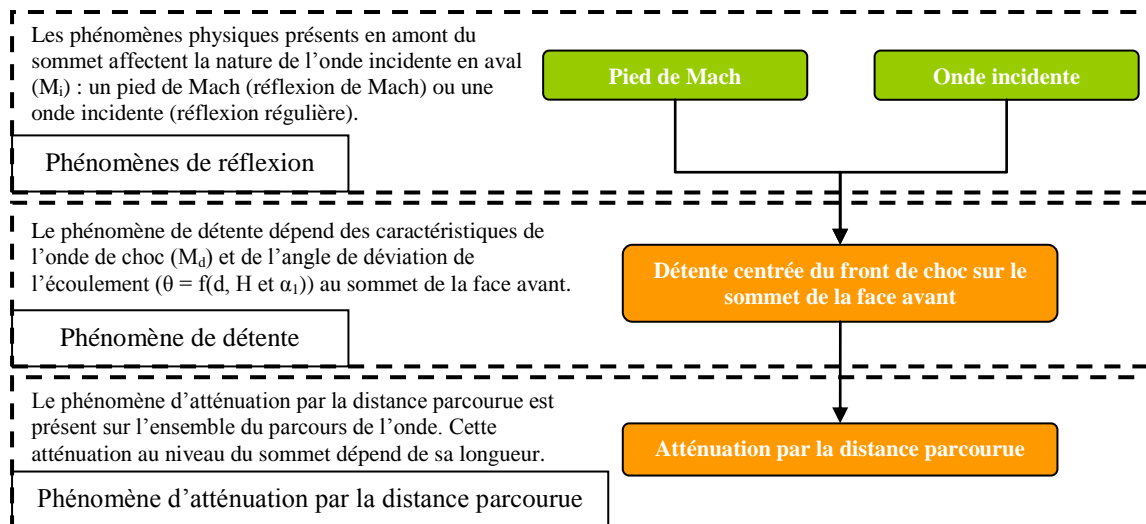 Les phénomènes physiques présents en amont du
sommet affectent la nature de l’onde incidente en aval
(Mi) : un pied de Mach (réflexion de Mach) ou une
onde incidente (réflexion régulière).
Pied de Mach
Onde incidente
Phénomènes de réflexion
Le phénomène de détente dépend des caractéristiques de
l’onde de choc (Md) et de l’angle de déviation de
l’écoulement (θ = f(d, H et α1)) au sommet de la face avant.
Détente centrée du front de choc sur le
sommet de la face avant
Phénomène de détente
Le phénomène d’atténuation par la distance parcourue est
présent sur l’ensemble du parcours de l’onde. Cette
atténuation au niveau du sommet dépend de sa longueur.
Atténuation par la distance parcourue
Phénomène d’atténuation par la distance parcourue